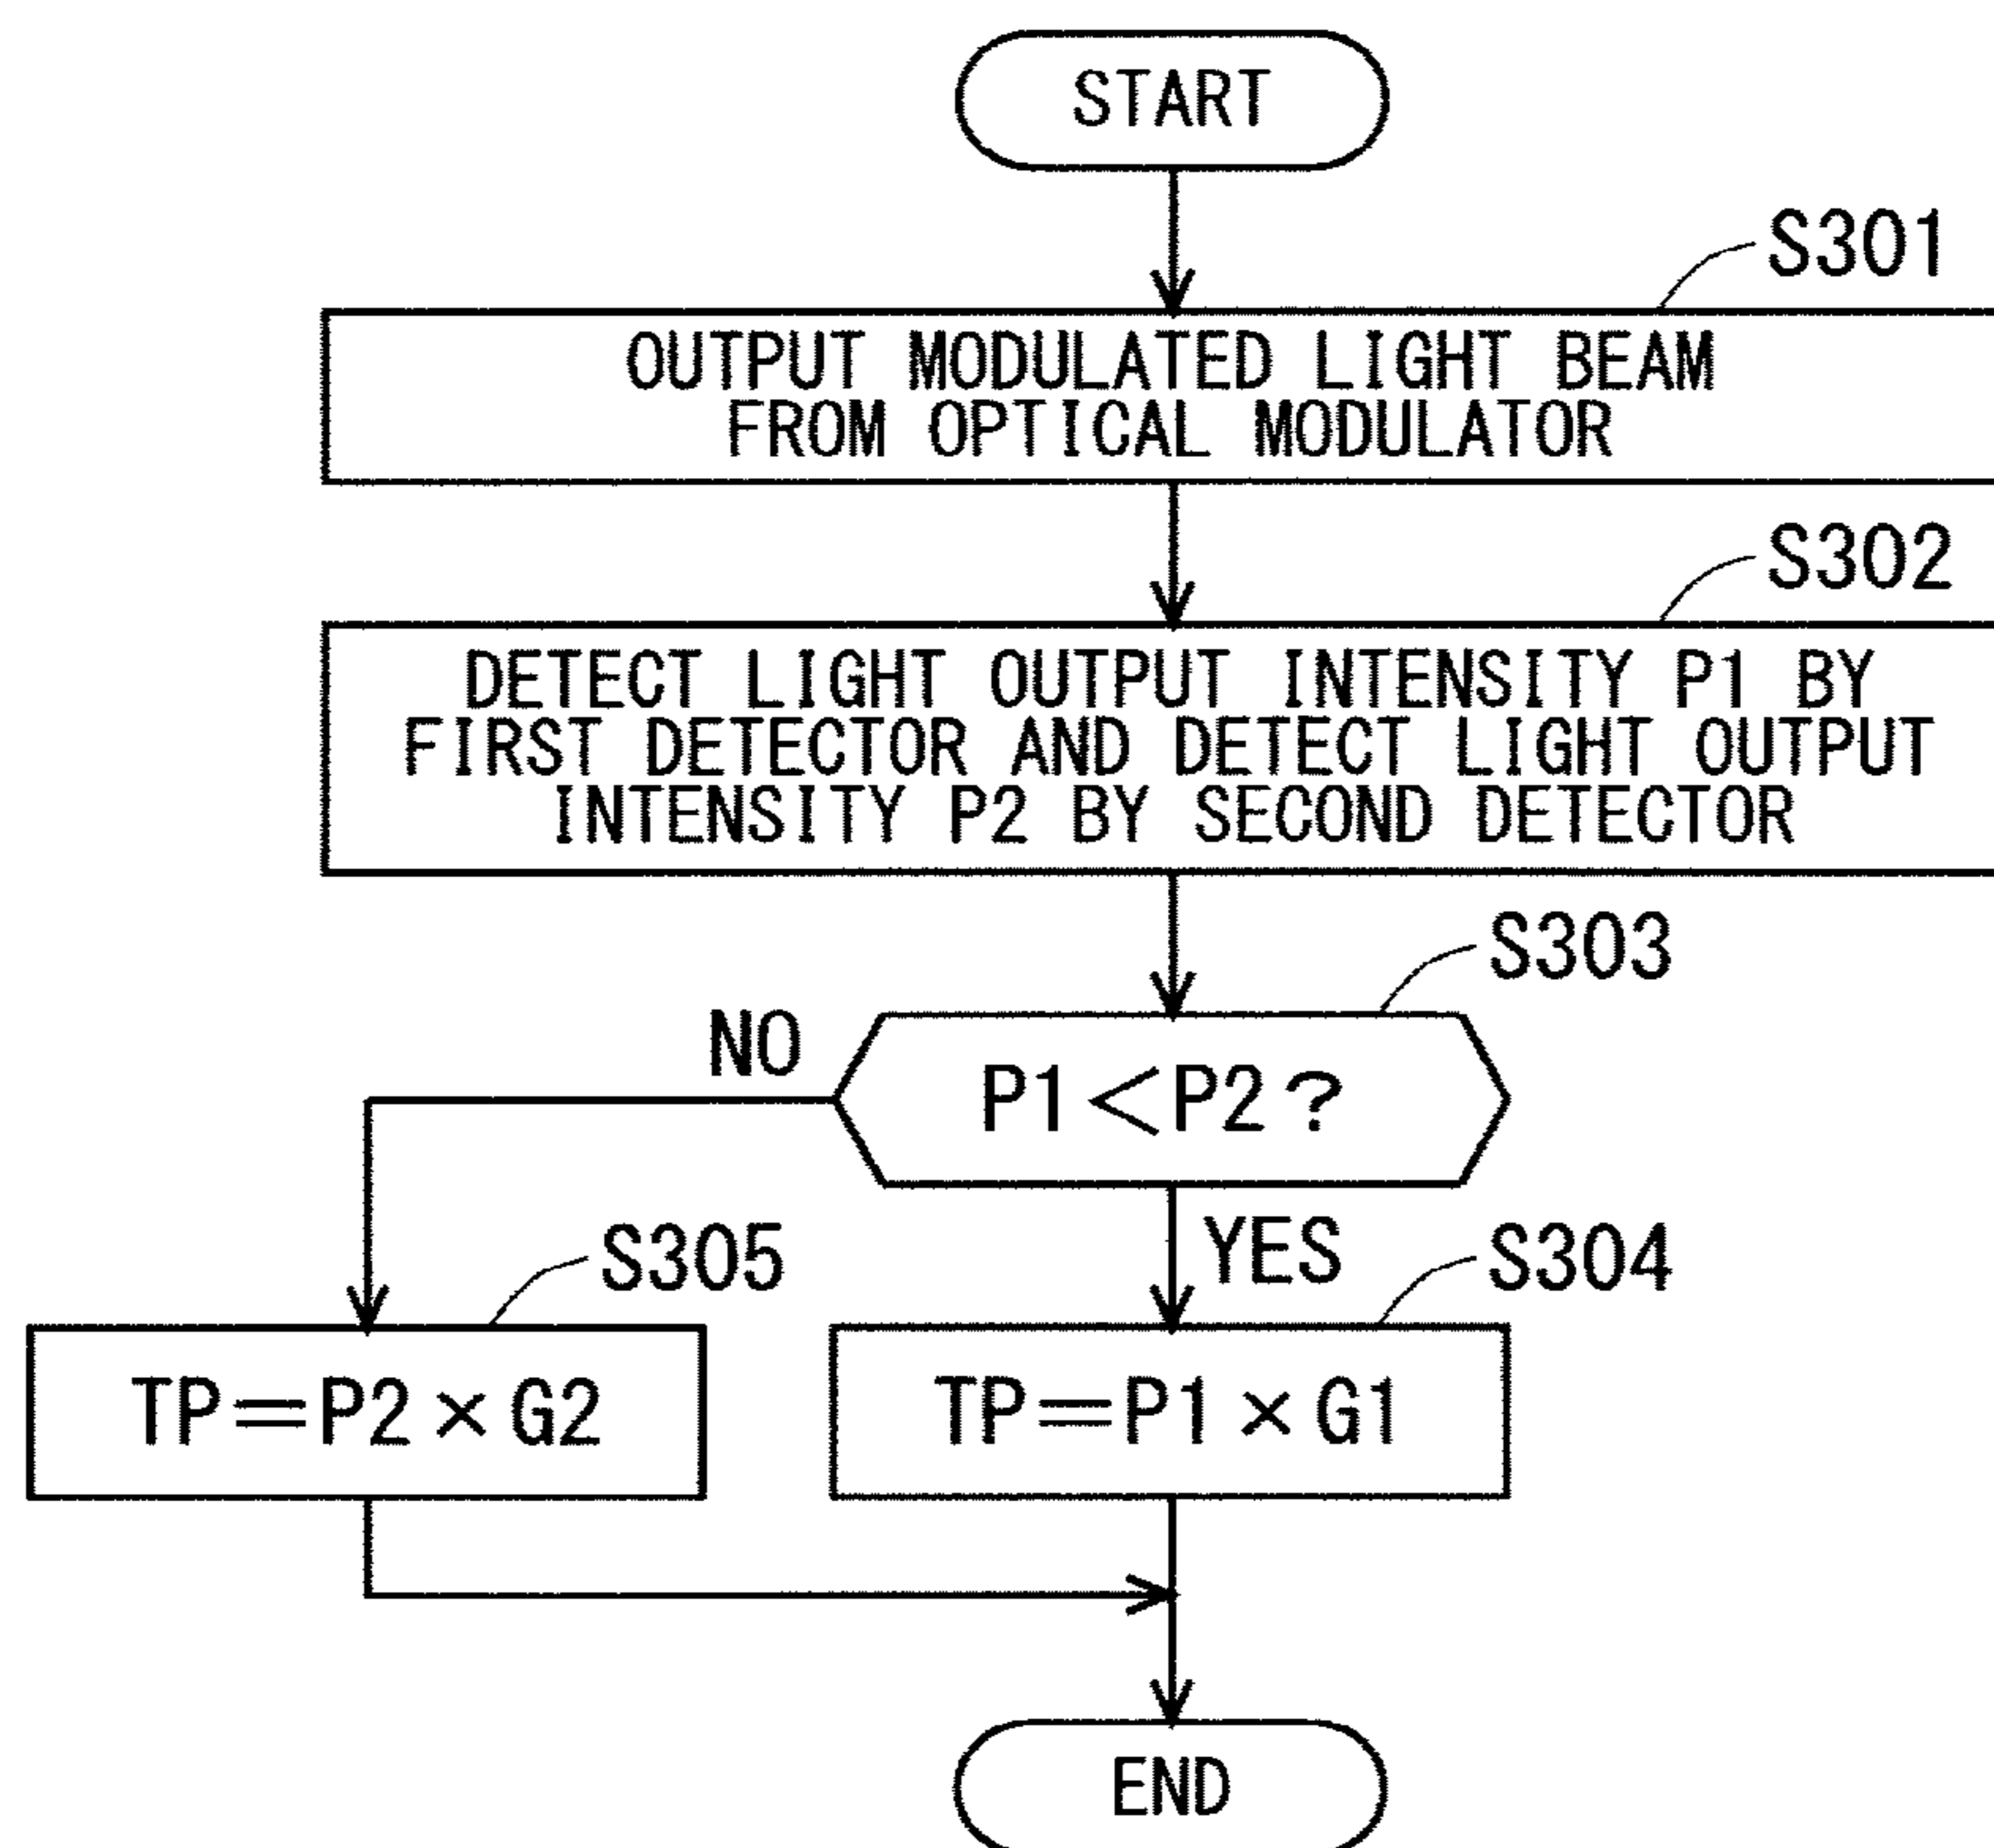 START
S301
OUTPUT MODULATED LIGHT BEAM
FROM OPTICAL MODULATOR
S302
DETECT LIGHT OUTPUT INTENSITY P1 BY
FIRST DETECTOR AND DETECT LIGHT OUTPUT
INTENSITY P2 BY SECOND DETECTOR
S303
NO
P1<P2?
YES
S305
S304
TP=P2×G2
TP=P1×G1
END